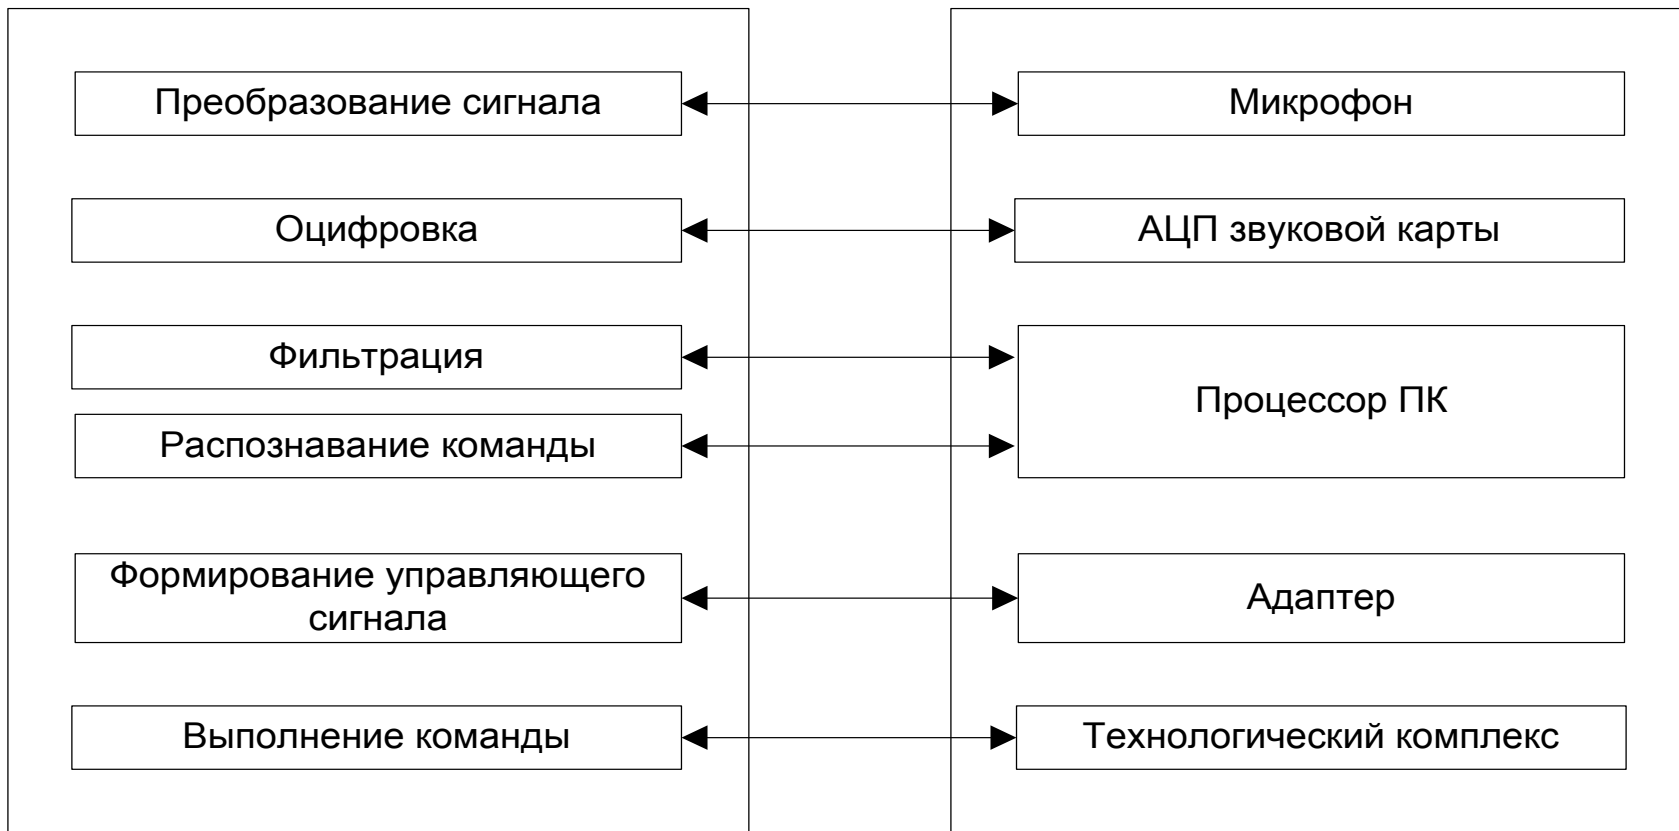 Преобразование сигнала
Микрофон
Оцифровка
АЦП звуковой карты
Фильтрация
Процессор ПК
Распознавание команды
Формирование управляющего
сигнала
Адаптер
Выполнение команды
Технологический комплекс